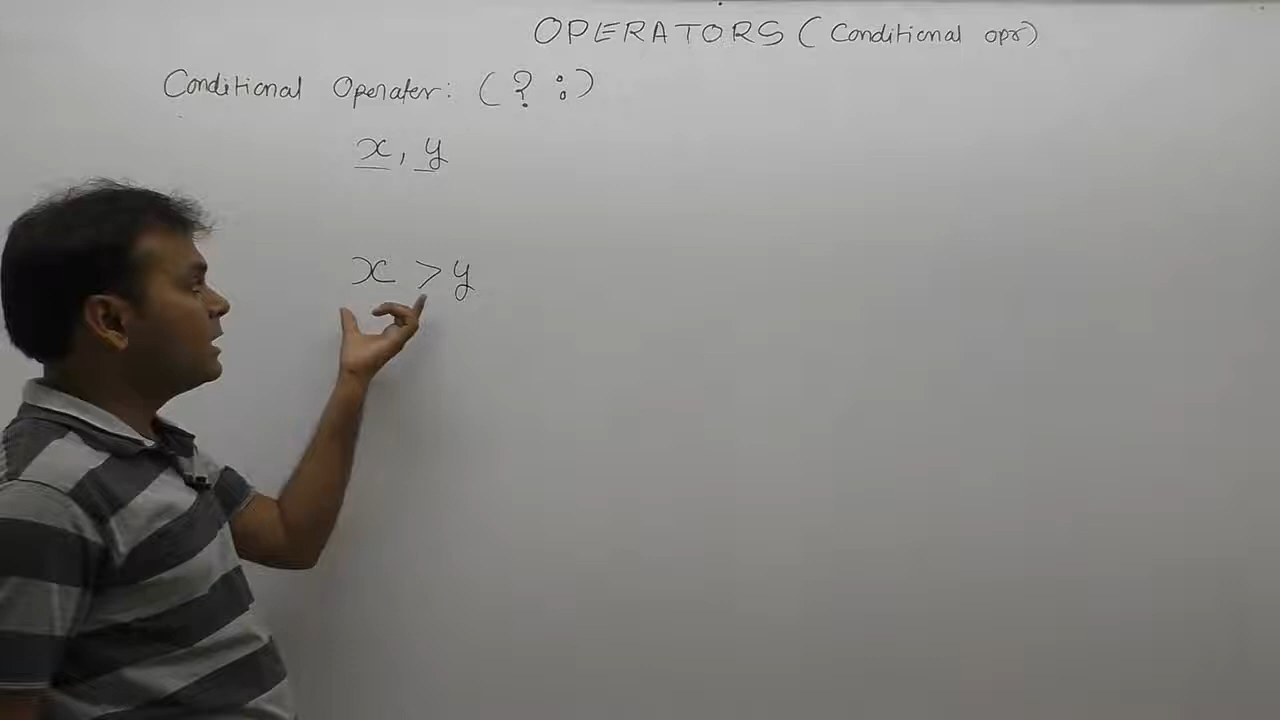 OPERATORS (Conditional opr)
Conditional Operater: (? :)
x, y
x > y